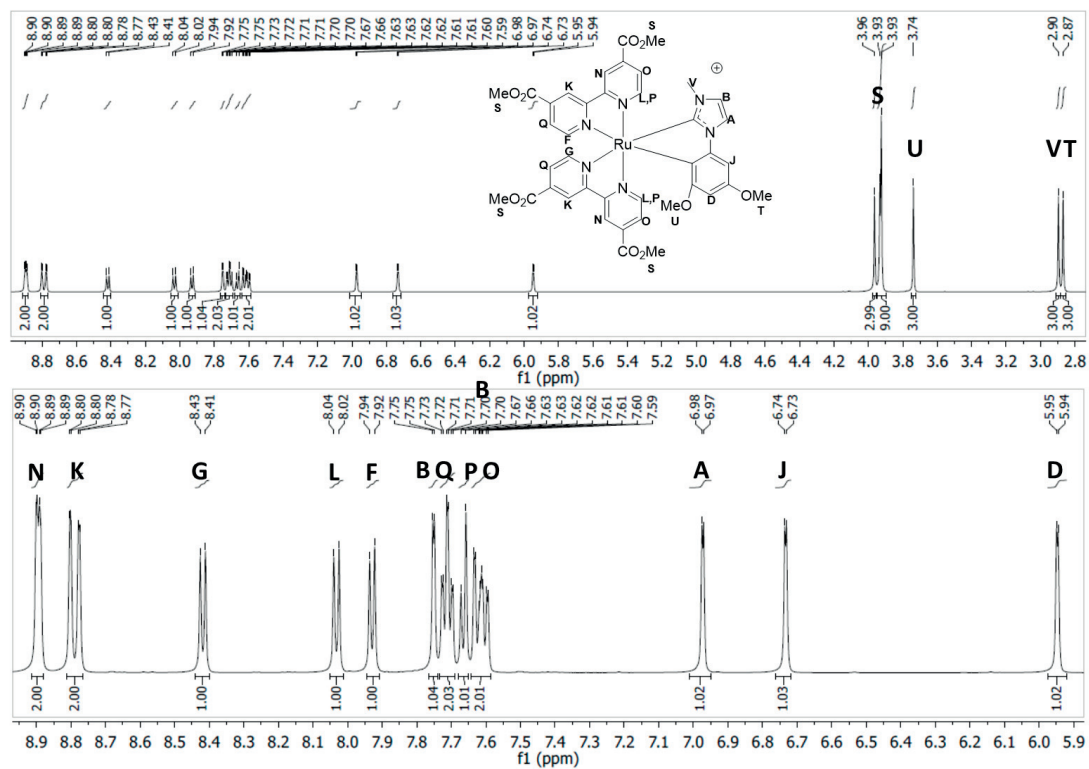 8.90 8.90 8.89 8.89 8.80 8.80 8.78 8.77 8.43 8.41 8.04 8.02 7.94 7.92 7.75 7.75 7.73 7.72 7.71 7.71 7.70 7.70 7.67 7.66 7.63 7.63 7.62 7.62 7.61 7.61 7.60 7.59 6.98 6.97 6.74 6.73 5.95 5.94 3.96 3.93 3.93 3.74 2.90 2.87
S
CO₂Me
N O
K
MeO₂C
S
N N L,P
Q
F
V
N B
N A
⊕
Ru
G
Q
N N
MeO₂C
S
K
L,P
N O
CO₂Me
S
J
D
MeO
U
OMe
T
S
U
VT
2.00 2.00 1.00 1.00 1.00 1.04 2.03 1.01 2.01 1.02 1.03 1.02 2.99 9.00 3.00 3.00 3.00
8.8 8.6 8.4 8.2 8.0 7.8 7.6 7.4 7.2 7.0 6.8 6.6 6.4 6.2 6.0 5.8 5.6 5.4 5.2 5.0 4.8 4.6 4.4 4.2 4.0 3.8 3.6 3.4 3.2 3.0 2.8
f1 (ppm)
B
8.90 8.90 8.89 8.89 8.80 8.80 8.78 8.77 8.43 8.41 8.04 8.02 7.94 7.92 7.75 7.75 7.73 7.72 7.71 7.71 7.70 7.70 7.67 7.66 7.63 7.63 7.62 7.62 7.61 7.61 7.60 7.59 6.98 6.97 6.74 6.73 5.95 5.94
N K G L F B Q P O A J D
2.00 2.00 1.00 1.00 1.00 1.04 2.03 1.01 2.01 1.02 1.03 1.02
8.9 8.8 8.7 8.6 8.5 8.4 8.3 8.2 8.1 8.0 7.9 7.8 7.7 7.6 7.5 7.4 7.3 7.2 7.1 7.0 6.9 6.8 6.7 6.6 6.5 6.4 6.3 6.2 6.1 6.0 5.9
f1 (ppm)